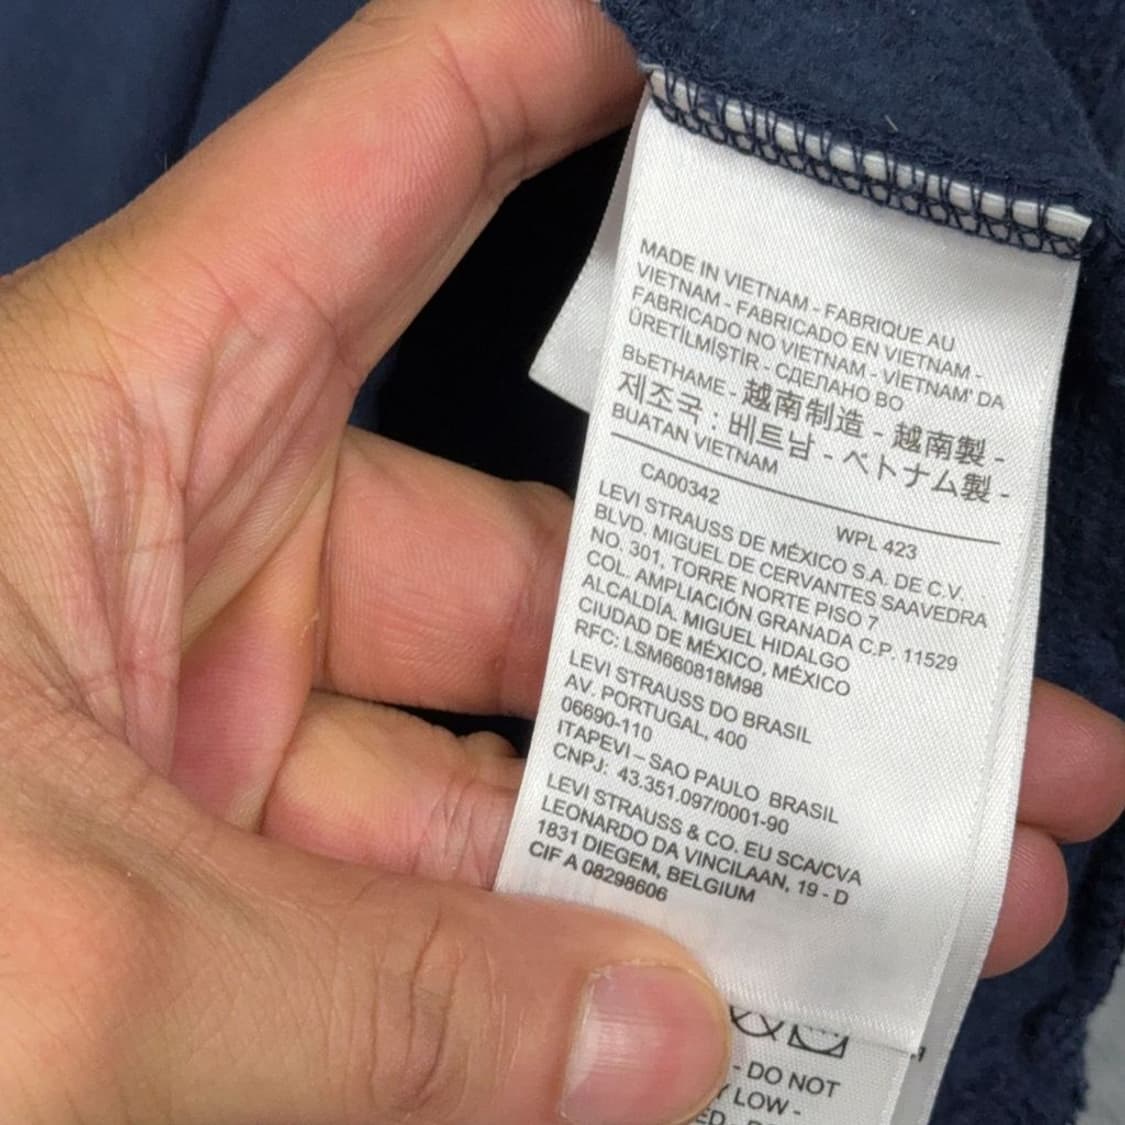 MADE IN VIETNAM - FABRIQUE AU
VIETNAM - FABRICADO EN VIETNAM -
FABRICADO NO VIETNAM - VİETNAM' DA
ÜRETİLMİŞTİR - СДЕЛАНО ВО
ВЬЕТНАМЕ - 越南制造 - 越南製 -
제조국 : 베트남 - ベトナム製 -
BUATAN VIETNAM
CA00342 WPL 423
LEVI STRAUSS DE MÉXICO S.A. DE C.V.
BLVD. MIGUEL DE CERVANTES SAAVEDRA
NO. 301, TORRE NORTE PISO 7
COL. AMPLIACIÓN GRANADA C.P. 11529
ALCALDÍA. MIGUEL HIDALGO
CIUDAD DE MÉXICO, MÉXICO
RFC: LSM660818M98
LEVI STRAUSS DO BRASIL
AV. PORTUGAL, 400
06690-110
ITAPEVI – SAO PAULO BRASIL
CNPJ: 43.351.097/0001-90
LEVI STRAUSS & CO. EU SCA/CVA
LEONARDO DA VINCILAAN, 19 - D
1831 DIEGEM, BELGIUM
CIF A 08298606
- DO NOT
LOW -